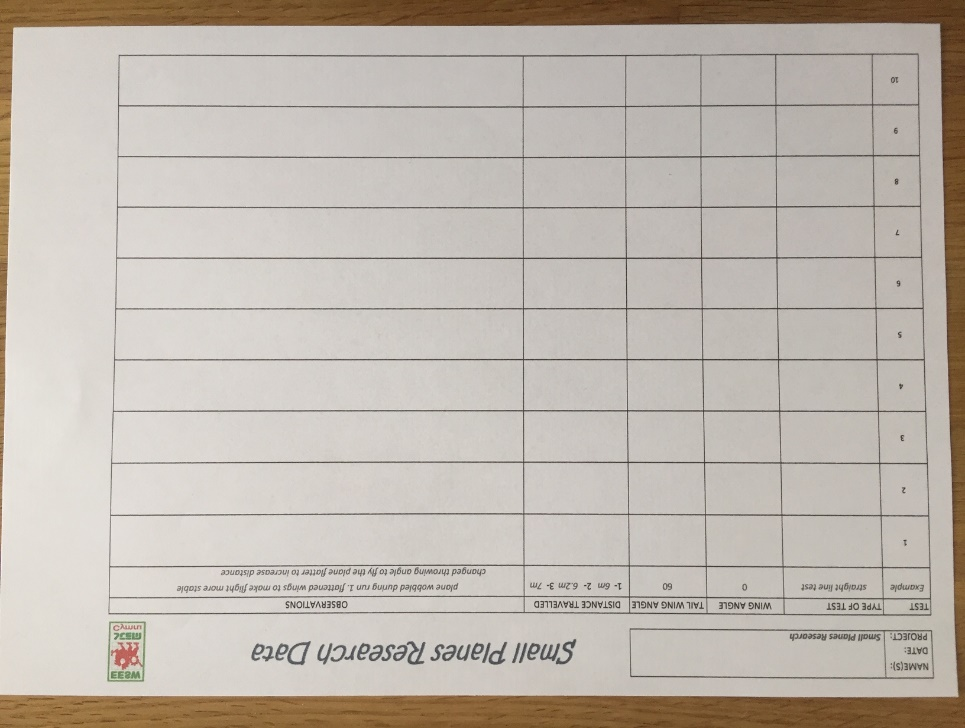 NAME(S):
DATE:
PROJECT: Small Planes Research
Small Planes Research Data
Cymru
TEST TYPE OF TEST WING ANGLE TAIL WING ANGLE DISTANCE TRAVELLED OBSERVATIONS
Example straight line test 0 60 1- 6m 2- 6.2m 3- 7m plane wobbled during run 1. flattened wings to make flight more stable
changed throwing angle to fly the plane flatter to increase distance
1
2
3
4
5
6
7
8
9
10